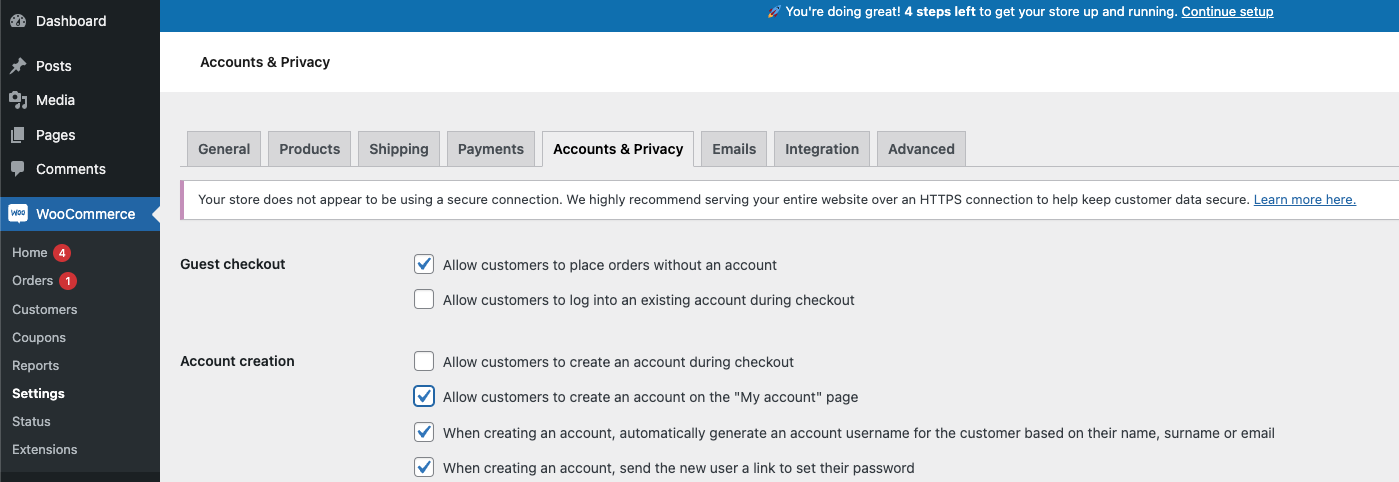 Dashboard
🚀 You're doing great! 4 steps left to get your store up and running. Continue setup
Posts
Media
Pages
Comments
WooCommerce
Home 4
Orders 1
Customers
Coupons
Reports
Settings
Status
Extensions
Accounts & Privacy
General Products Shipping Payments Accounts & Privacy Emails Integration Advanced
Your store does not appear to be using a secure connection. We highly recommend serving your entire website over an HTTPS connection to help keep customer data secure. Learn more here.
Guest checkout
Allow customers to place orders without an account
Allow customers to log into an existing account during checkout
Account creation
Allow customers to create an account during checkout
Allow customers to create an account on the "My account" page
When creating an account, automatically generate an account username for the customer based on their name, surname or email
When creating an account, send the new user a link to set their password